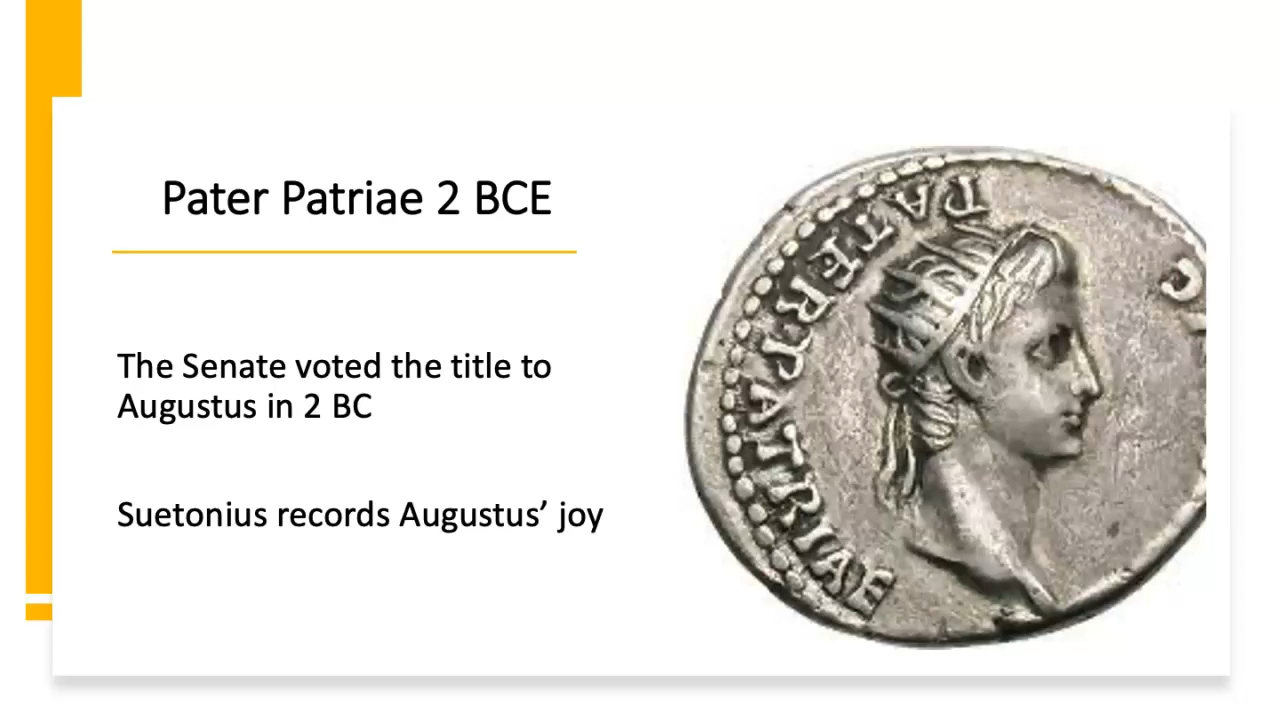 Pater Patriae 2 BCE
The Senate voted the title to
Augustus in 2 BC
Suetonius records Augustus’ joy
PATER PATRIAE